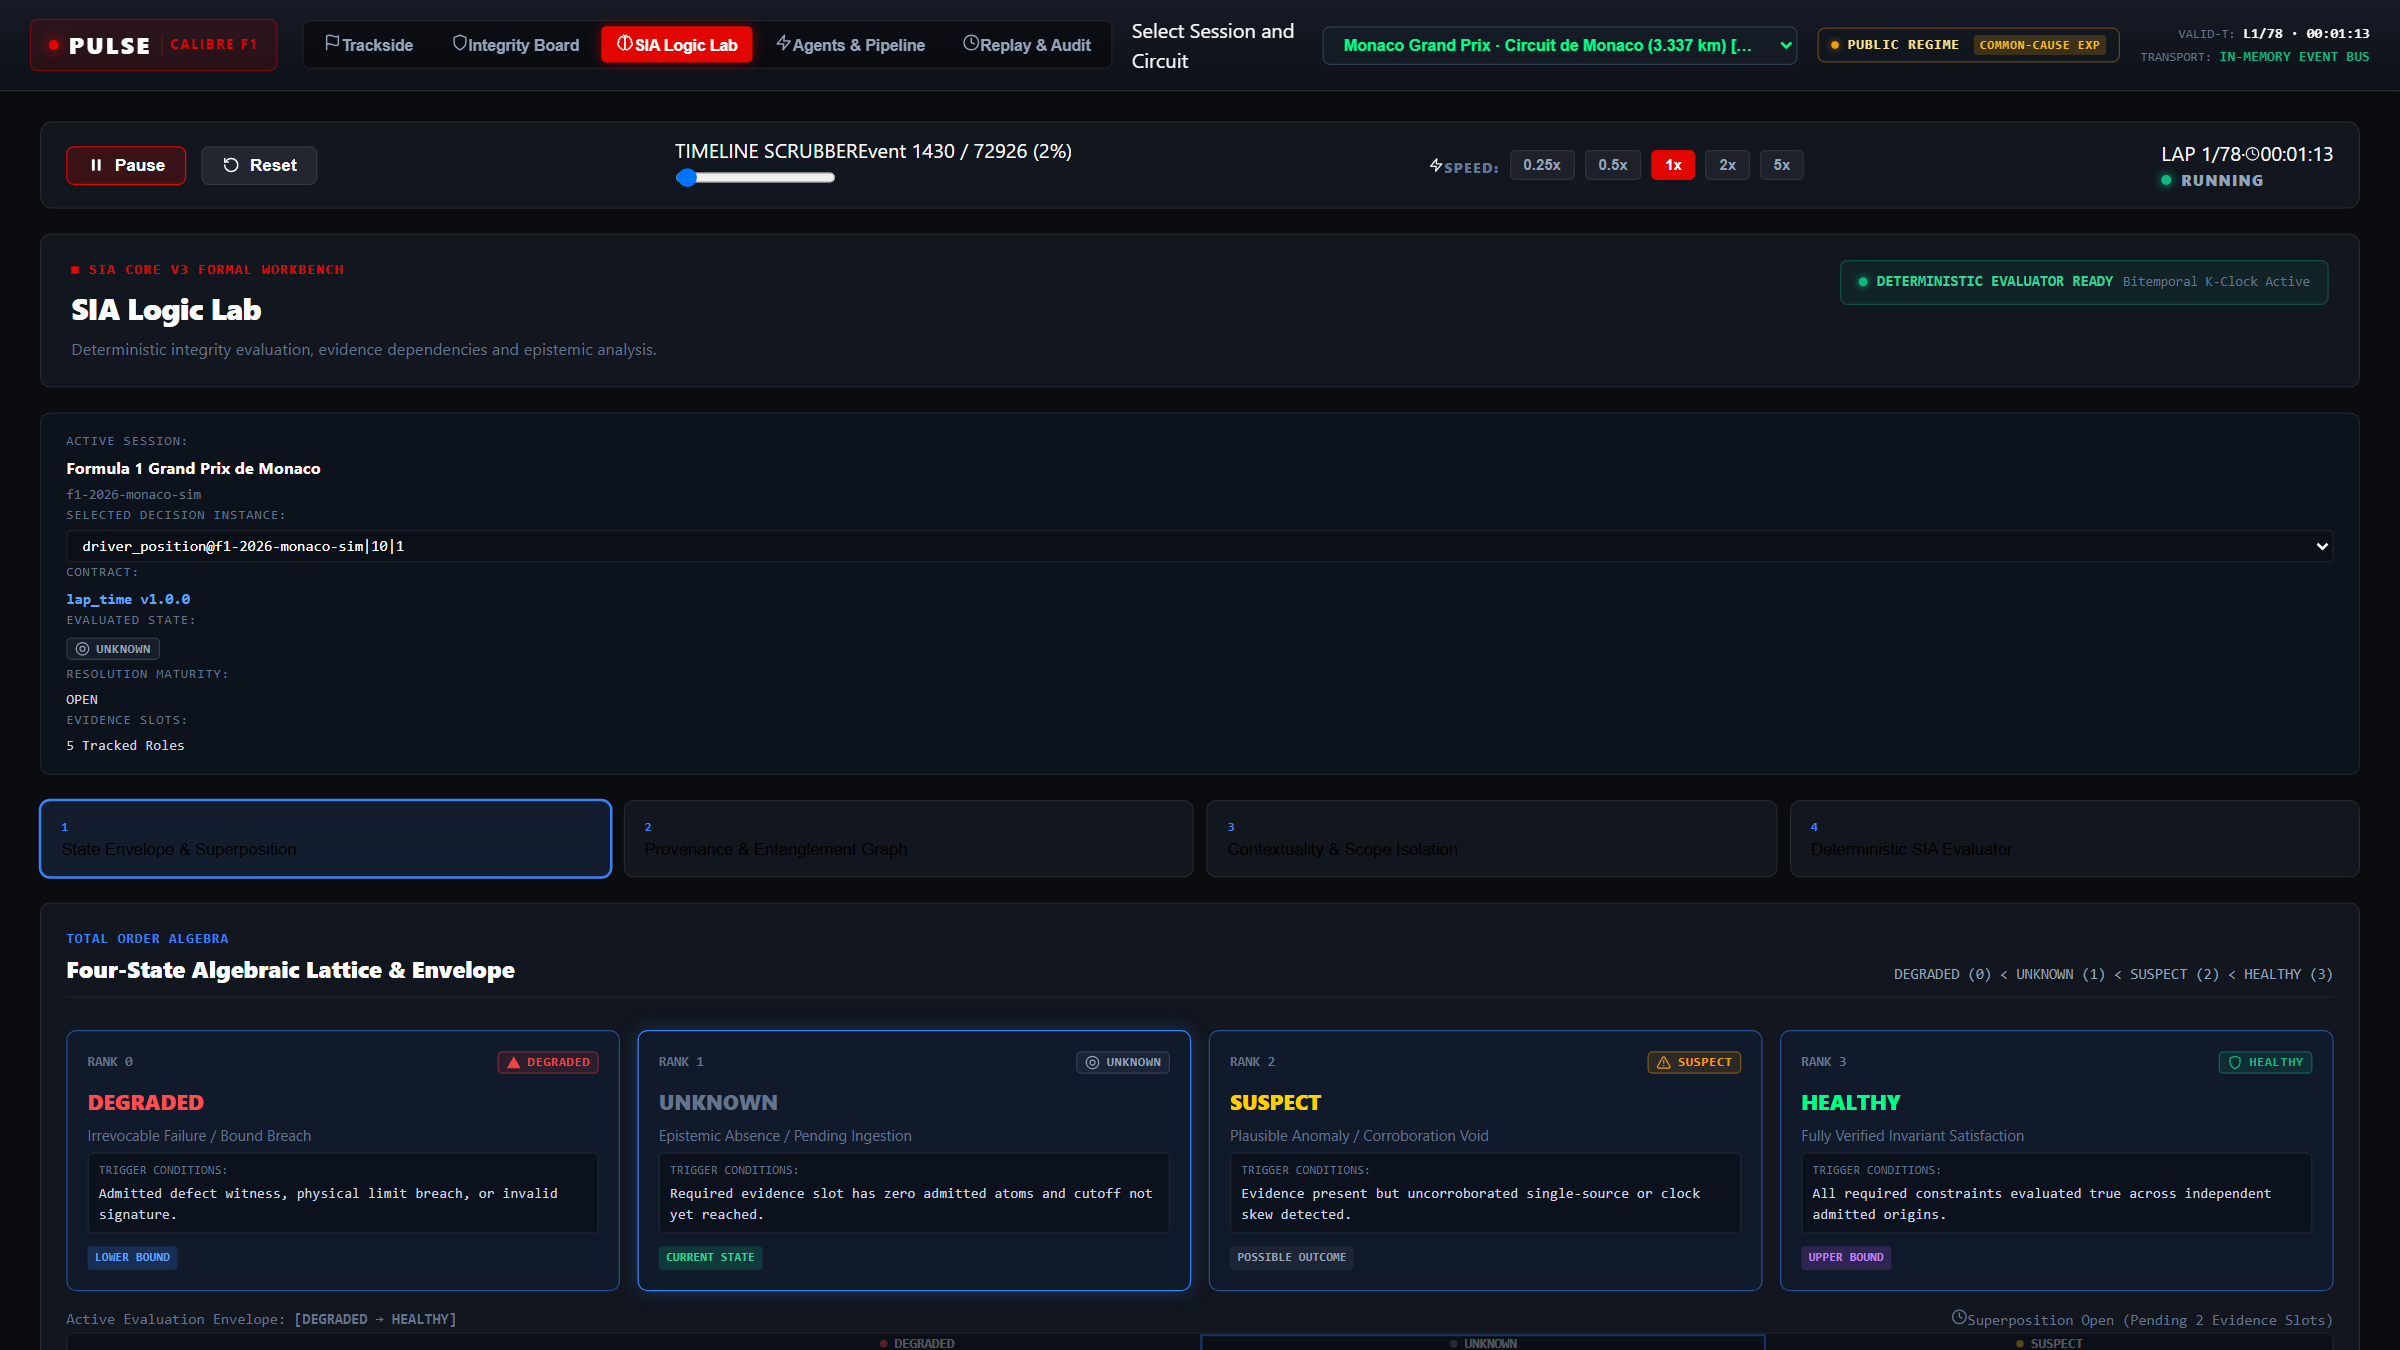 PULSE CALIBRE F1
Trackside
Integrity Board
SIA Logic Lab
Agents & Pipeline
Replay & Audit
Select Session and
Circuit
Monaco Grand Prix · Circuit de Monaco (3.337 km) [...
PUBLIC REGIME COMMON-CAUSE EXP
VALID-T: L1/78 • 00:01:13
TRANSPORT: IN-MEMORY EVENT BUS
Pause
Reset
TIMELINE SCRUBBEREvent 1430 / 72926 (2%)
SPEED: 0.25x 0.5x 1x 2x 5x
LAP 1/78·00:01:13
RUNNING
SIA CORE V3 FORMAL WORKBENCH
SIA Logic Lab
Deterministic integrity evaluation, evidence dependencies and epistemic analysis.
DETERMINISTIC EVALUATOR READY Bitemporal K-Clock Active
ACTIVE SESSION:
Formula 1 Grand Prix de Monaco
f1-2026-monaco-sim
SELECTED DECISION INSTANCE:
driver_position@f1-2026-monaco-sim|10|1
CONTRACT:
lap_time v1.0.0
EVALUATED STATE:
UNKNOWN
RESOLUTION MATURITY:
OPEN
EVIDENCE SLOTS:
5 Tracked Roles
1
State Envelope & Superposition
2
Provenance & Entanglement Graph
3
Contextuality & Scope Isolation
4
Deterministic SIA Evaluator
TOTAL ORDER ALGEBRA
Four-State Algebraic Lattice & Envelope
DEGRADED (0) < UNKNOWN (1) < SUSPECT (2) < HEALTHY (3)
RANK 0 DEGRADED
DEGRADED
Irrevocable Failure / Bound Breach
TRIGGER CONDITIONS:
Admitted defect witness, physical limit breach, or invalid
signature.
LOWER BOUND
RANK 1 UNKNOWN
UNKNOWN
Epistemic Absence / Pending Ingestion
TRIGGER CONDITIONS:
Required evidence slot has zero admitted atoms and cutoff not
yet reached.
CURRENT STATE
RANK 2 SUSPECT
SUSPECT
Plausible Anomaly / Corroboration Void
TRIGGER CONDITIONS:
Evidence present but uncorroborated single-source or clock
skew detected.
POSSIBLE OUTCOME
RANK 3 HEALTHY
HEALTHY
Fully Verified Invariant Satisfaction
TRIGGER CONDITIONS:
All required constraints evaluated true across independent
admitted origins.
UPPER BOUND
Active Evaluation Envelope: [DEGRADED → HEALTHY]
Superposition Open (Pending 2 Evidence Slots)
DEGRADED
UNKNOWN
SUSPECT